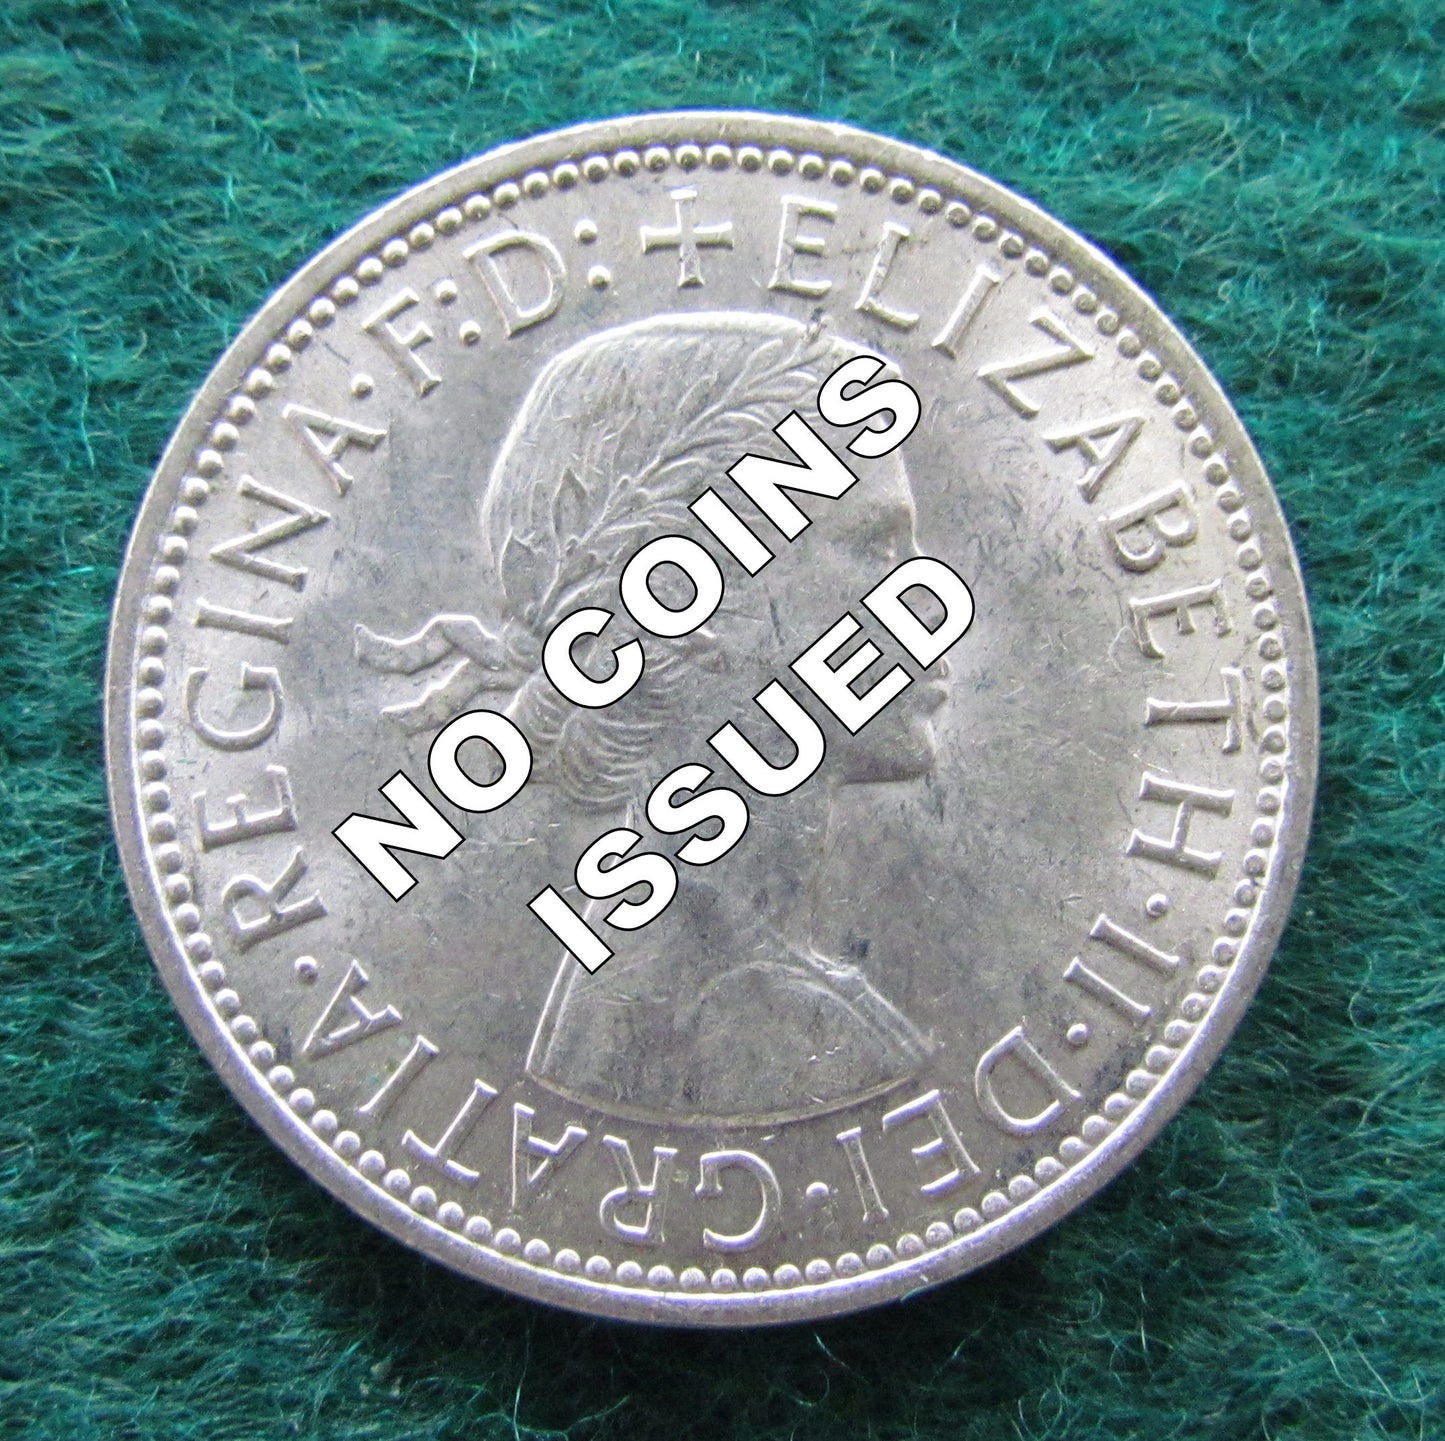 + ELIZABETH · II · DEI · GRATIA · REGINA · F: D:
NO COINS
ISSUED